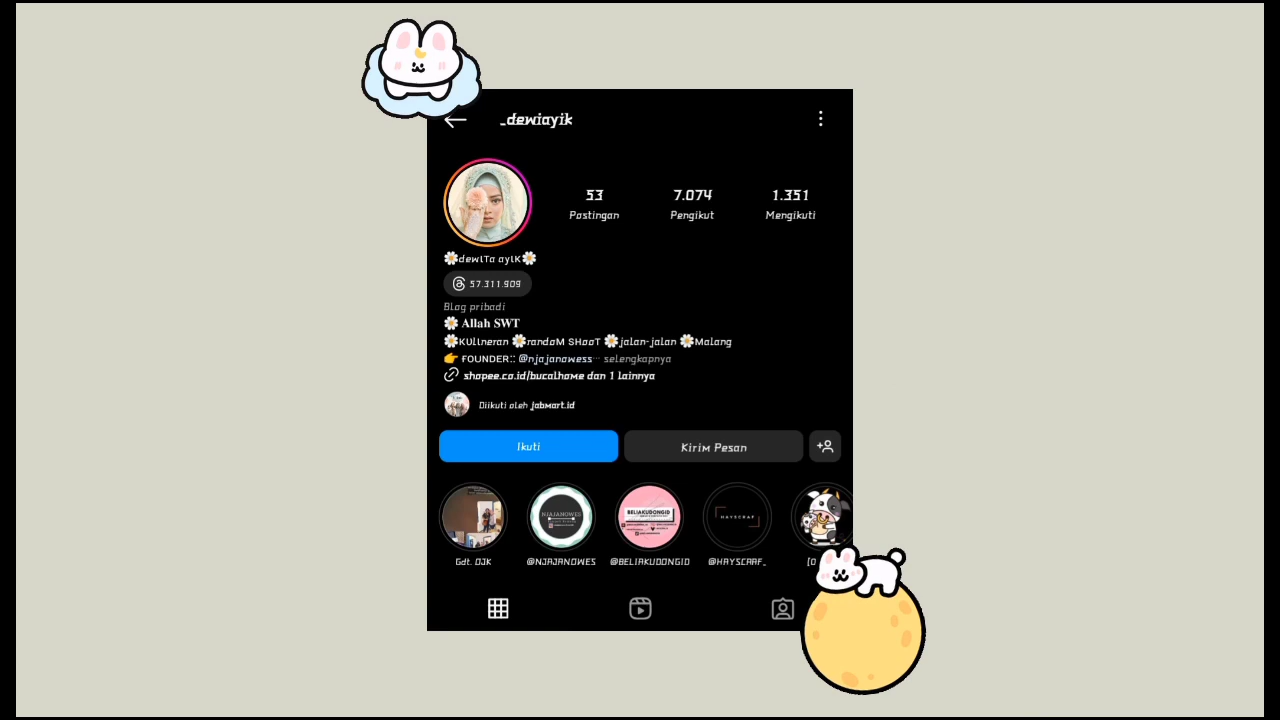 _dewiayik
53 7.074 1.351
Postingan Pengikut Mengikuti
🌼dewiTa ayiK🌼
57.311.909
Blog pribadi
🌼 Allah SWT
🌼KUlIneran 🌼randoM SHooT 🌼jalan-jalan 🌼Malang
👉 FOUNDER:: @njajanowess... selengkapnya
shopee.co.id/bucalhome dan 1 lainnya
Diikuti oleh jabmart.id
Ikuti Kirim Pesan
NJAJANOWES BELIAKUDONGID HAYSCRAF
Gdt. OJK @NJAJANOWES @BELIAKUDONGID @HAYSCRAF_